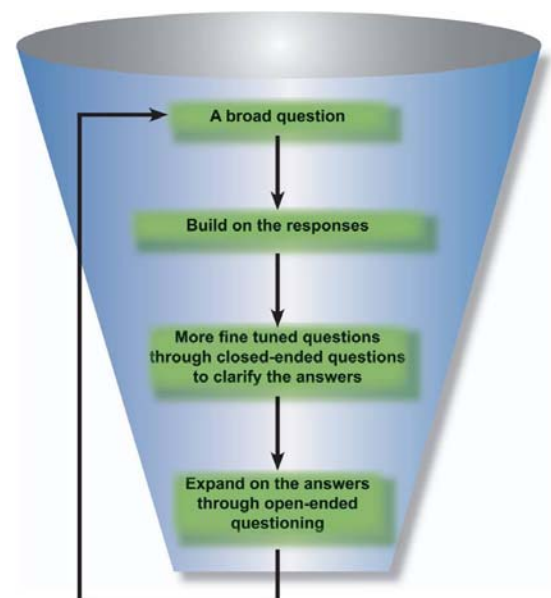 A broad question
Build on the responses
More fine tuned questions
through closed-ended questions
to clarify the answers
Expand on the answers
through open-ended
questioning